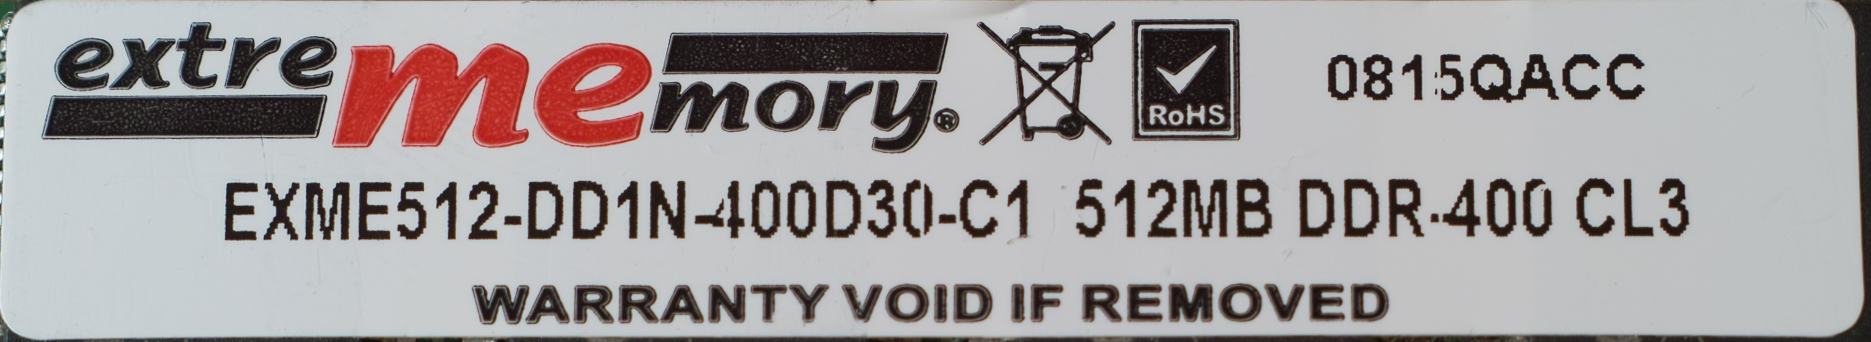 extrememory® RoHS 0815QACC
EXME512-DD1N-400D30-C1 512MB DDR-400 CL3
WARRANTY VOID IF REMOVED